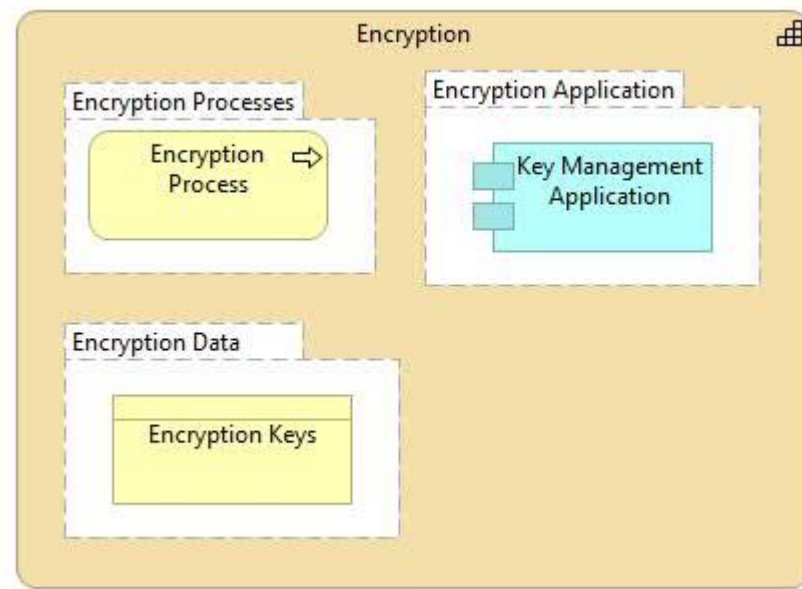 Encryption
Encryption Processes
Encryption
Process
Encryption Application
Key Management
Application
Encryption Data
Encryption Keys